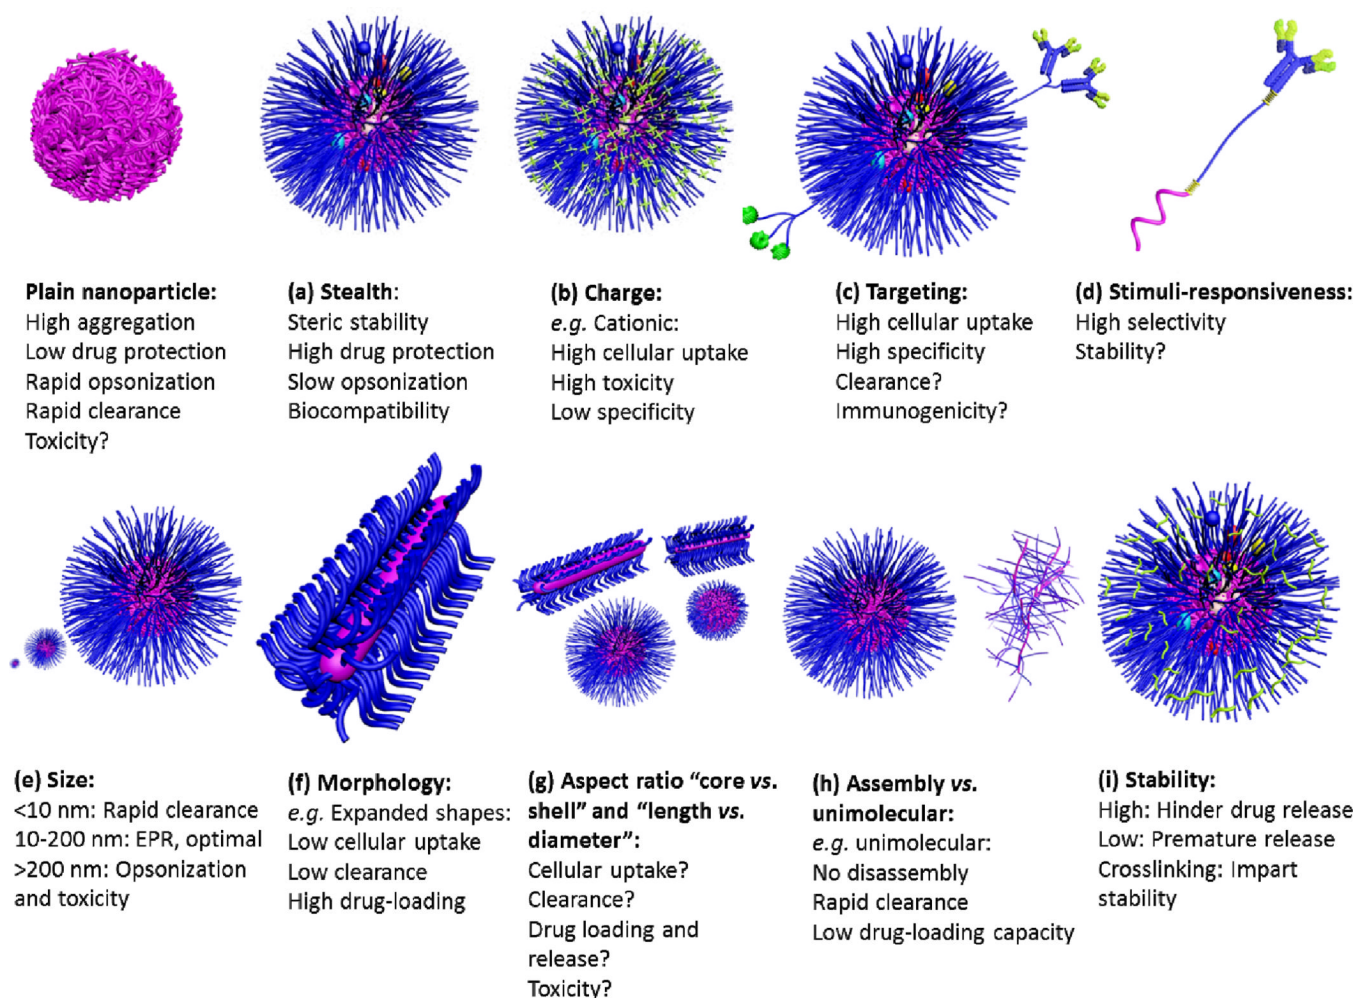 Plain nanoparticle:
High aggregation
Low drug protection
Rapid opsonization
Rapid clearance
Toxicity?
(a) Stealth:
Steric stability
High drug protection
Slow opsonization
Biocompatibility
(b) Charge:
e.g. Cationic:
High cellular uptake
High toxicity
Low specificity
(c) Targeting:
High cellular uptake
High specificity
Clearance?
Immunogenicity?
(d) Stimuli-responsiveness:
High selectivity
Stability?
(e) Size:
<10 nm: Rapid clearance
10-200 nm: EPR, optimal
>200 nm: Opsonization
and toxicity
(f) Morphology:
e.g. Expanded shapes:
Low cellular uptake
Low clearance
High drug-loading
(g) Aspect ratio “core vs.
shell” and “length vs.
diameter”:
Cellular uptake?
Clearance?
Drug loading and
release?
Toxicity?
(h) Assembly vs.
unimolecular:
e.g. unimolecular:
No disassembly
Rapid clearance
Low drug-loading capacity
(i) Stability:
High: Hinder drug release
Low: Premature release
Crosslinking: Impart
stability